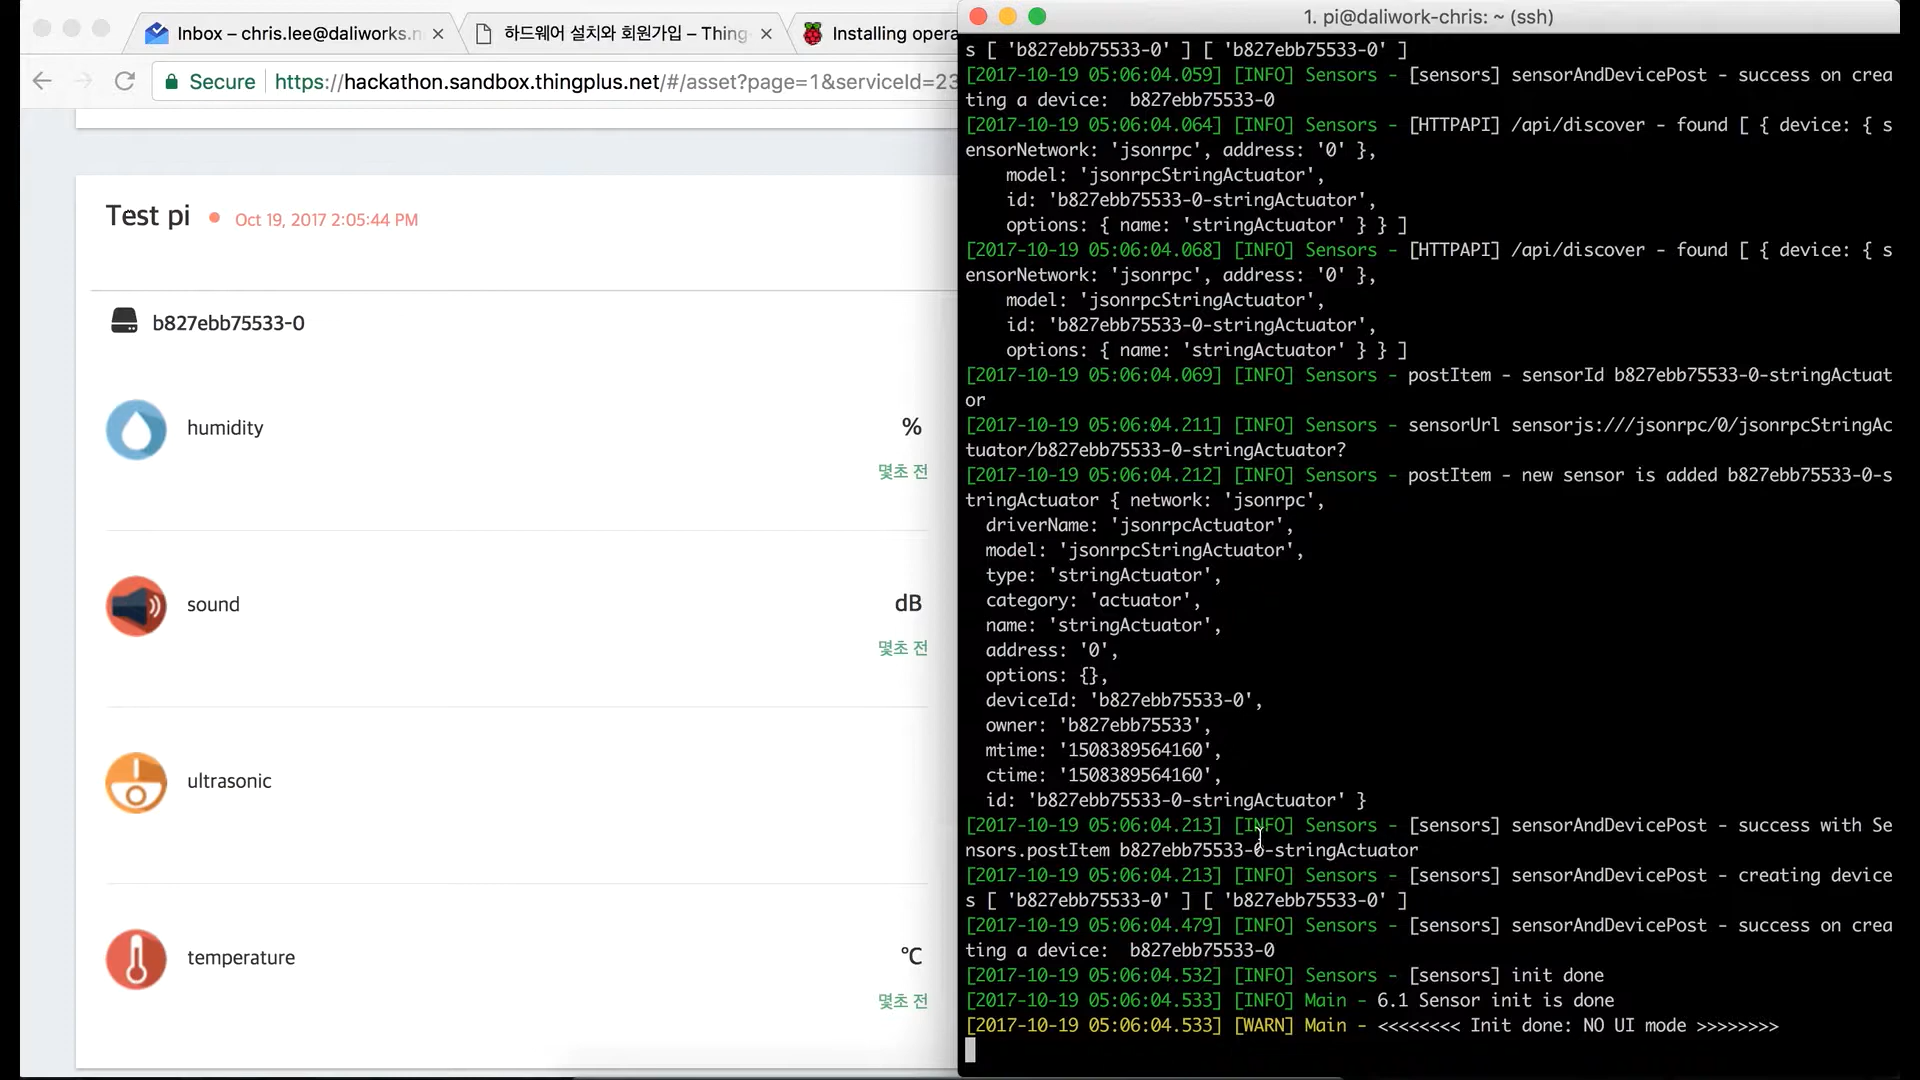 Inbox – chris.lee@daliworks.n
하드웨어 설치와 회원가입 – Thing
Installing opera
Secure
https://hackathon.sandbox.thingplus.net/#/asset?page=1&serviceId=23
Test pi
Oct 19, 2017 2:05:44 PM
b827ebb75533-0
humidity
%
몇초 전
sound
dB
몇초 전
ultrasonic
temperature
°C
몇초 전
1. pi@daliwork-chris: ~ (ssh)
s [ 'b827ebb75533-0' ] [ 'b827ebb75533-0' ]
[2017-10-19 05:06:04.059] [INFO] Sensors - [sensors] sensorAndDevicePost - success on crea
ting a device:  b827ebb75533-0
[2017-10-19 05:06:04.064] [INFO] Sensors - [HTTPAPI] /api/discover - found [ { device: { s
ensorNetwork: 'jsonrpc', address: '0' },
    model: 'jsonrpcStringActuator',
    id: 'b827ebb75533-0-stringActuator',
    options: { name: 'stringActuator' } } ]
[2017-10-19 05:06:04.068] [INFO] Sensors - [HTTPAPI] /api/discover - found [ { device: { s
ensorNetwork: 'jsonrpc', address: '0' },
    model: 'jsonrpcStringActuator',
    id: 'b827ebb75533-0-stringActuator',
    options: { name: 'stringActuator' } } ]
[2017-10-19 05:06:04.069] [INFO] Sensors - postItem - sensorId b827ebb75533-0-stringActuat
or
[2017-10-19 05:06:04.211] [INFO] Sensors - sensorUrl sensorjs:///jsonrpc/0/jsonrpcStringAc
tuator/b827ebb75533-0-stringActuator?
[2017-10-19 05:06:04.212] [INFO] Sensors - postItem - new sensor is added b827ebb75533-0-s
tringActuator { network: 'jsonrpc',
  driverName: 'jsonrpcActuator',
  model: 'jsonrpcStringActuator',
  type: 'stringActuator',
  category: 'actuator',
  name: 'stringActuator',
  address: '0',
  options: {},
  deviceId: 'b827ebb75533-0',
  owner: 'b827ebb75533',
  mtime: '1508389564160',
  ctime: '1508389564160',
  id: 'b827ebb75533-0-stringActuator' }
[2017-10-19 05:06:04.213] [INFO] Sensors - [sensors] sensorAndDevicePost - success with Se
nsors.postItem b827ebb75533-0-stringActuator
[2017-10-19 05:06:04.213] [INFO] Sensors - [sensors] sensorAndDevicePost - creating device
s [ 'b827ebb75533-0' ] [ 'b827ebb75533-0' ]
[2017-10-19 05:06:04.479] [INFO] Sensors - [sensors] sensorAndDevicePost - success on crea
ting a device:  b827ebb75533-0
[2017-10-19 05:06:04.532] [INFO] Sensors - [sensors] init done
[2017-10-19 05:06:04.533] [INFO] Main - 6.1 Sensor init is done
[2017-10-19 05:06:04.533] [WARN] Main - <<<<<<<< Init done: NO UI mode >>>>>>>>